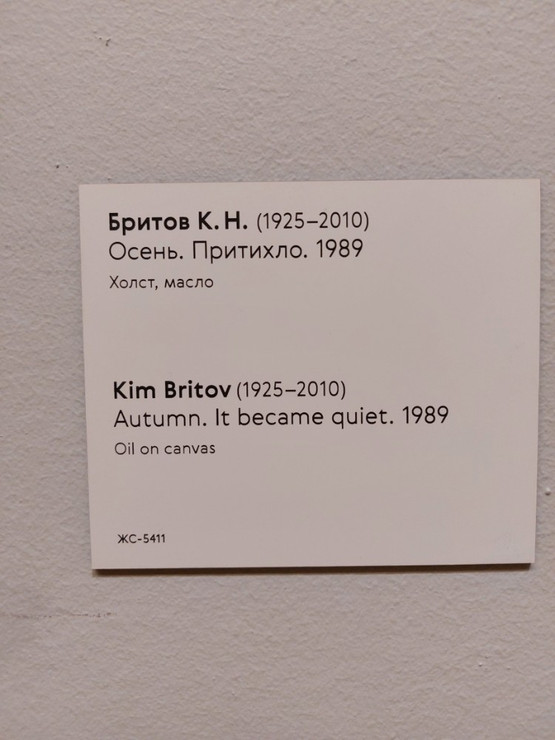 Бритов К. Н. (1925–2010)
Осень. Притихло. 1989
Холст, масло
Kim Britov (1925–2010)
Autumn. It became quiet. 1989
Oil on canvas
ЖС-5411